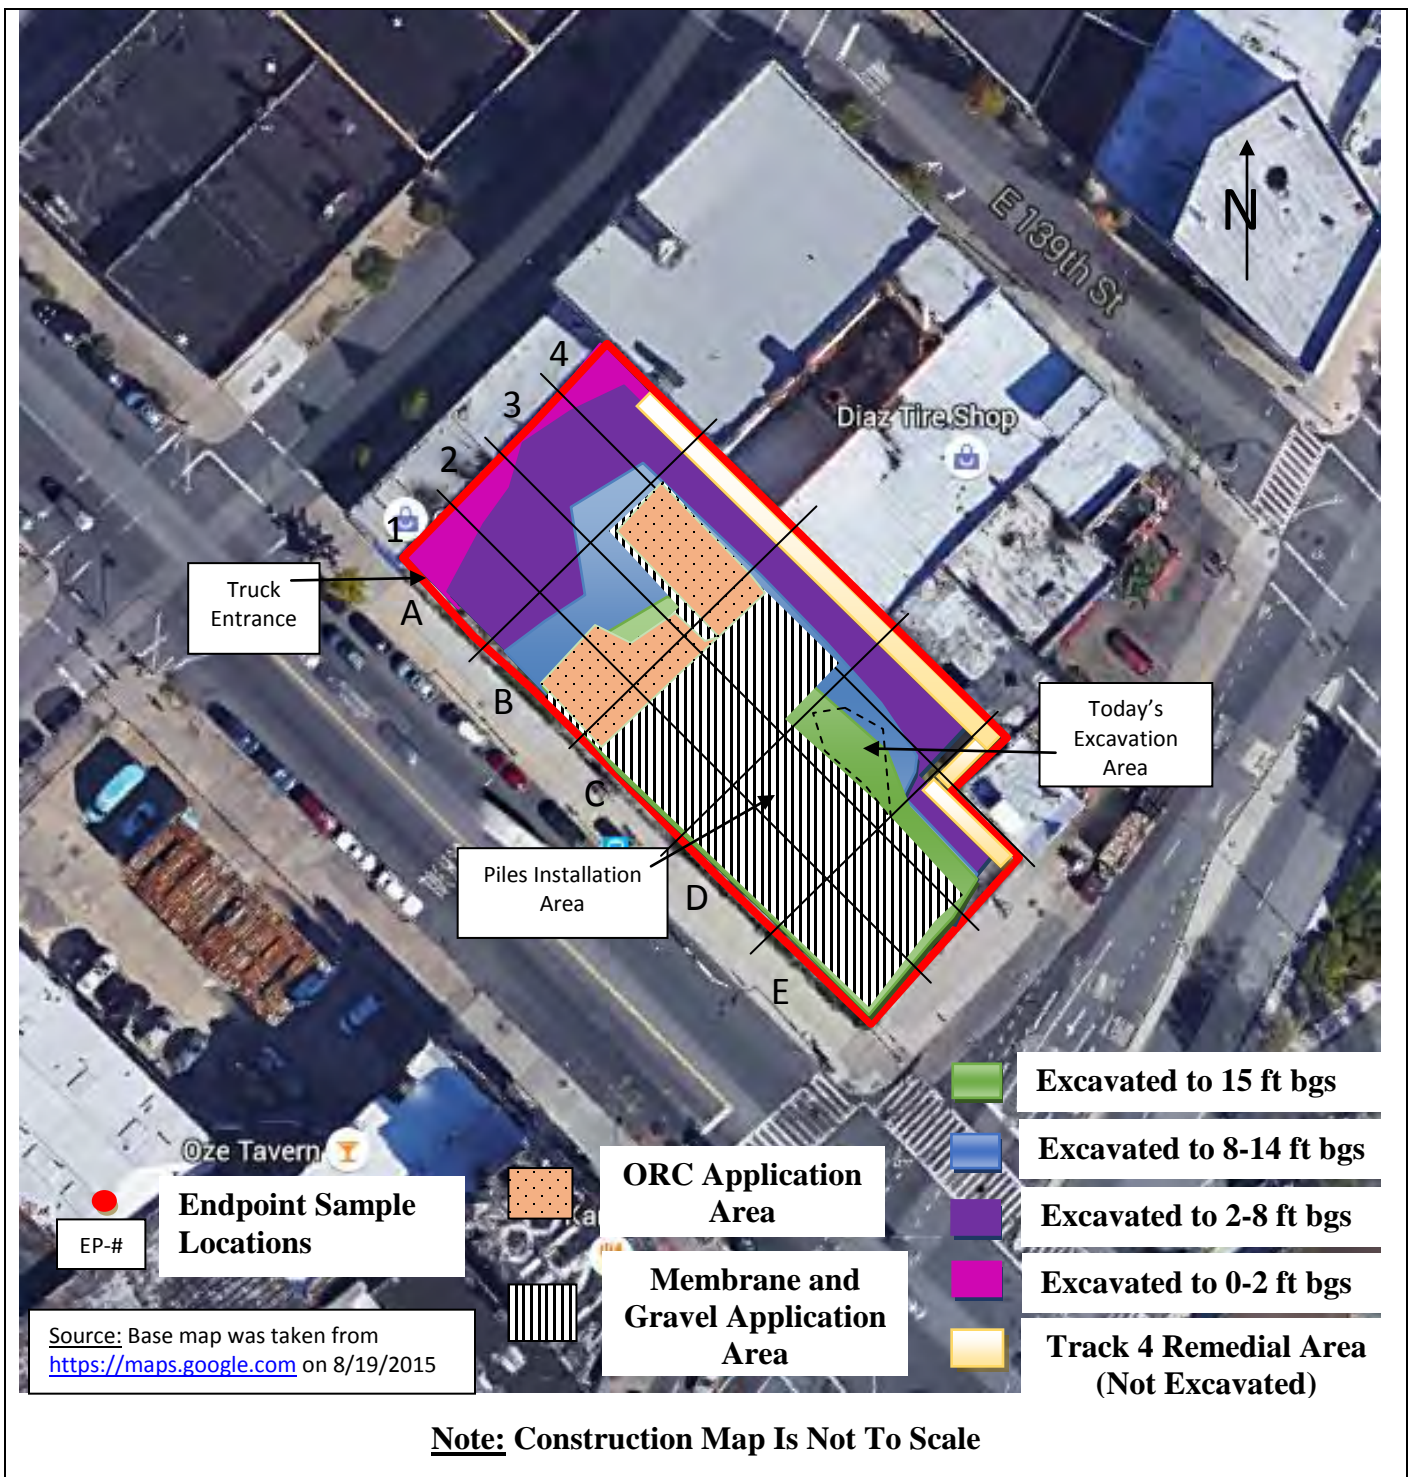 N
E 139th St
4
3
Diaz Tire Shop
2
1
Truck
Entrance
A
B
Today's
Excavation
Area
C
Piles Installation
Area
D
E
Excavated to 15 ft bgs
Excavated to 8-14 ft bgs
Excavated to 2-8 ft bgs
Excavated to 0-2 ft bgs
Track 4 Remedial Area
(Not Excavated)
Oze Tavern
ORC Application
Area
Endpoint Sample
Locations
EP-#
Membrane and
Gravel Application
Area
Source: Base map was taken from
https://maps.google.com on 8/19/2015
Note: Construction Map Is Not To Scale